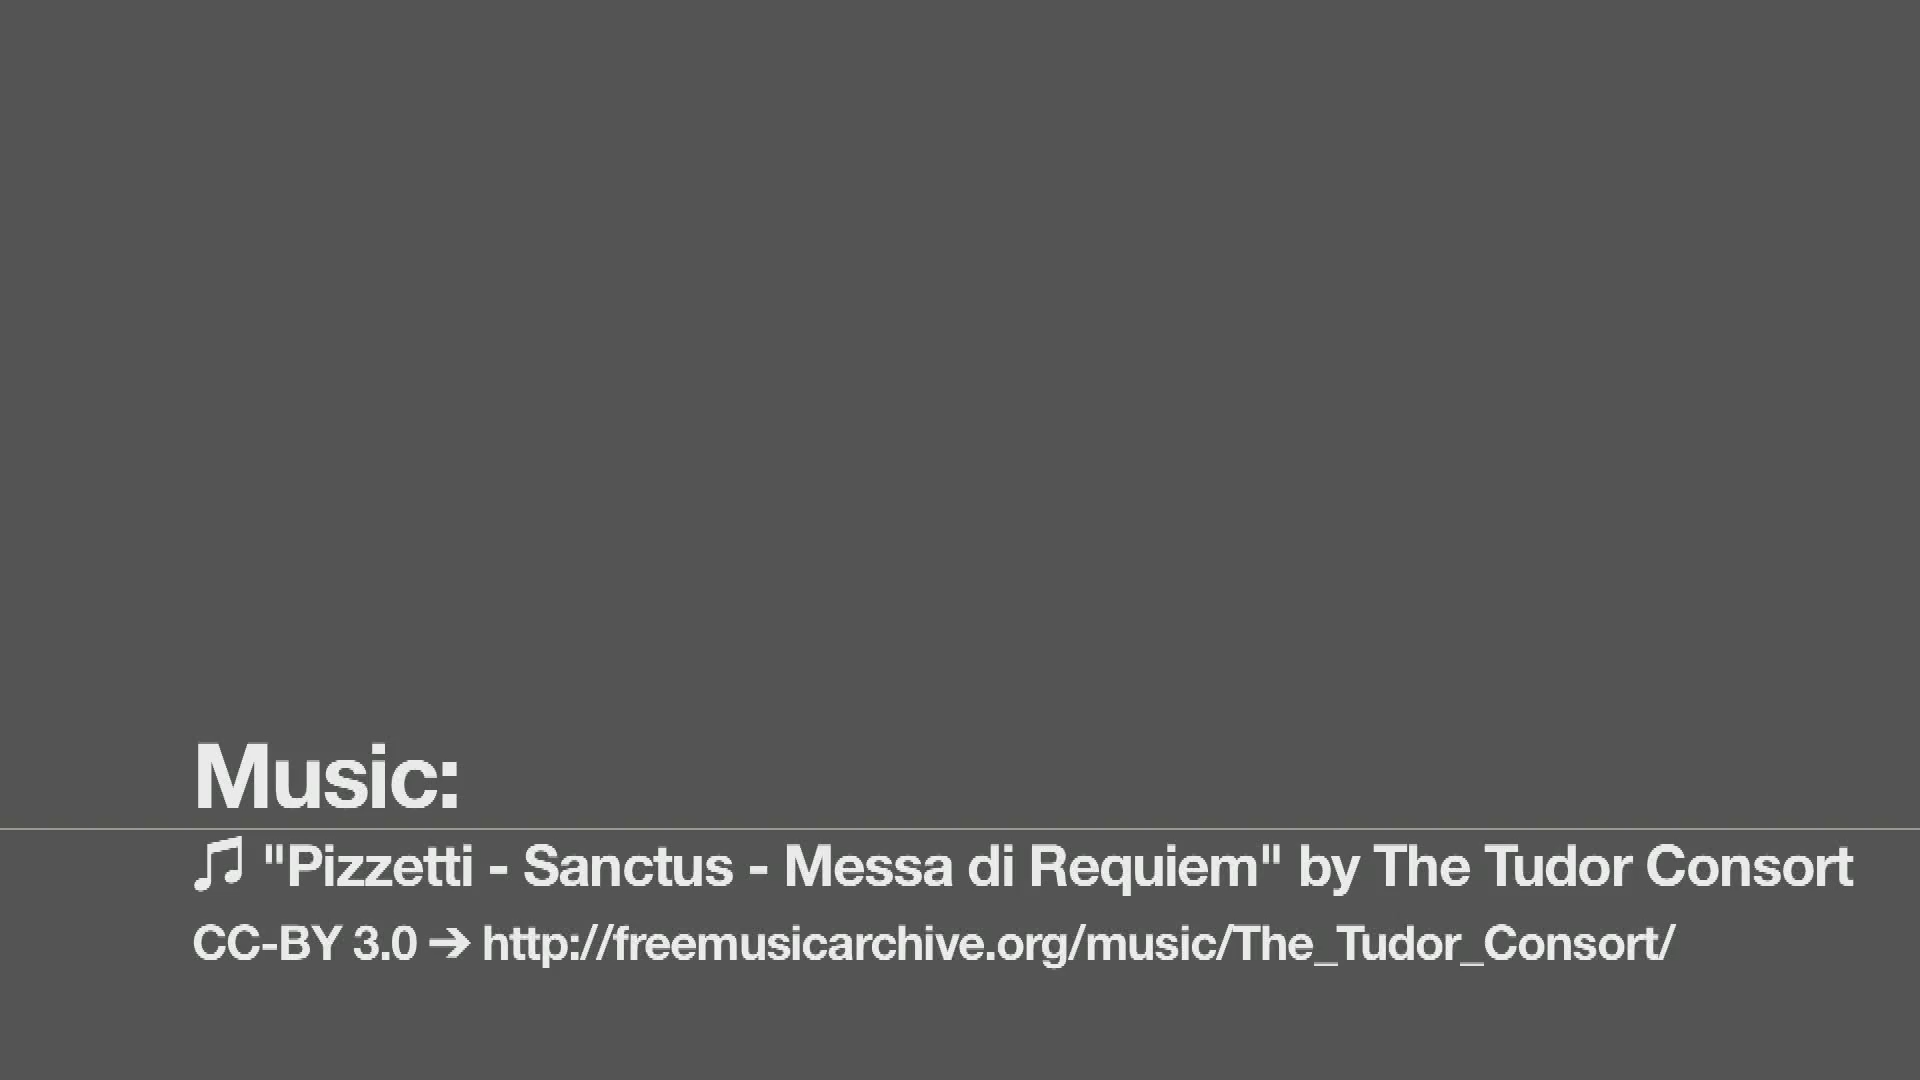 Music:
♫ "Pizzetti - Sanctus - Messa di Requiem" by The Tudor Consort
CC-BY 3.0 ➔ http://freemusicarchive.org/music/The_Tudor_Consort/